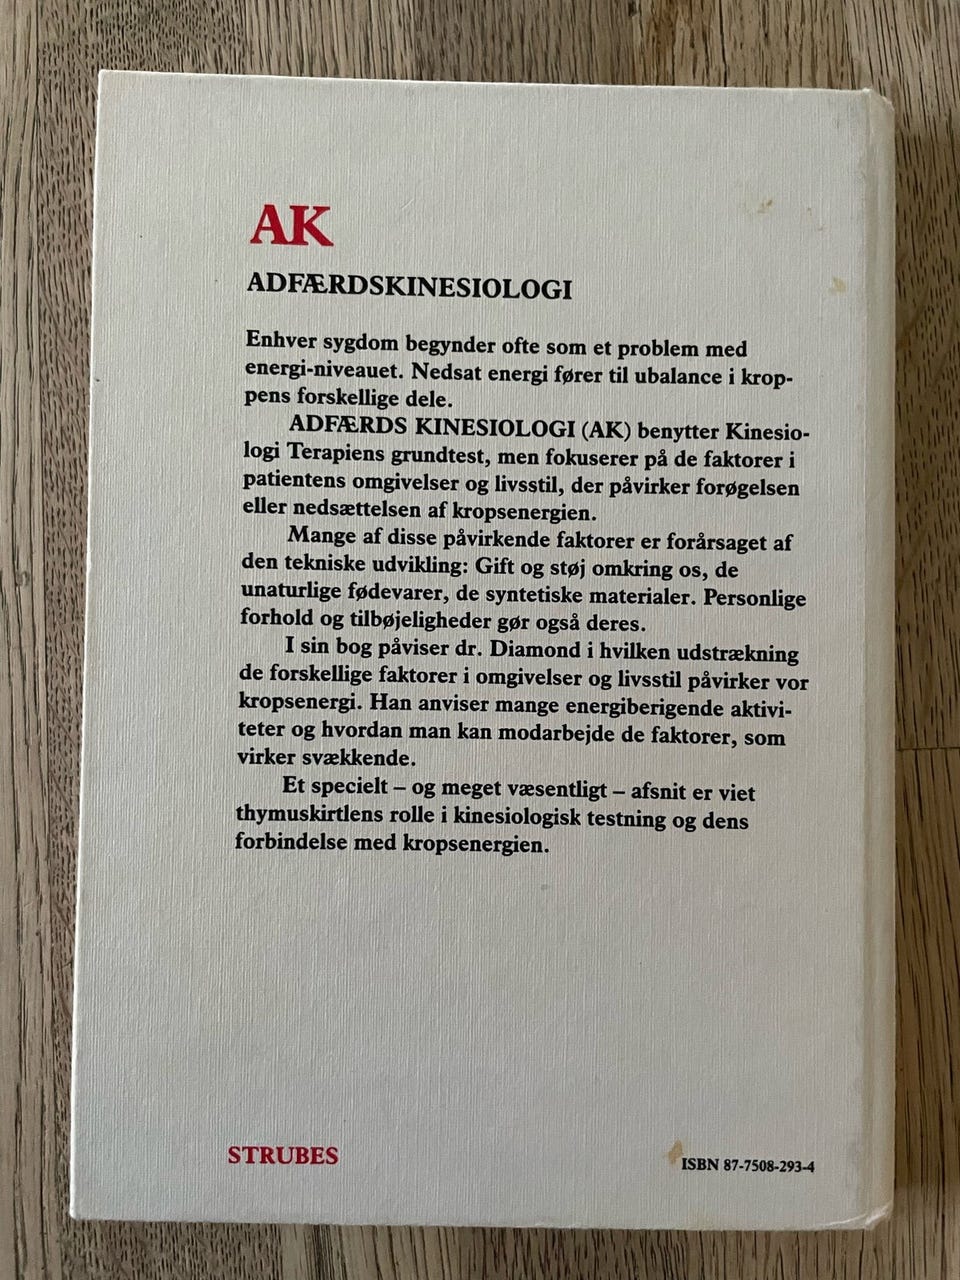 AK
ADFÆRDSKINESIOLOGI
Enhver sygdom begynder ofte som et problem med
energi-niveauet. Nedsat energi fører til ubalance i krop-
pens forskellige dele.
ADFÆRDS KINESIOLOGI (AK) benytter Kinesio-
logi Terapiens grundtest, men fokuserer på de faktorer i
patientens omgivelser og livsstil, der påvirker forøgelsen
eller nedsættelsen af kropsenergien.
Mange af disse påvirkende faktorer er forårsaget af
den tekniske udvikling: Gift og støj omkring os, de
unaturlige fødevarer, de syntetiske materialer. Personlige
forhold og tilbøjeligheder gør også deres.
I sin bog påviser dr. Diamond i hvilken udstrækning
de forskellige faktorer i omgivelser og livsstil påvirker vor
kropsenergi. Han anviser mange energiberigende aktivi-
teter og hvordan man kan modarbejde de faktorer, som
virker svækkende.
Et specielt – og meget væsentligt – afsnit er viet
thymuskirtlens rolle i kinesiologisk testning og dens
forbindelse med kropsenergien.
STRUBES
ISBN 87-7508-293-4